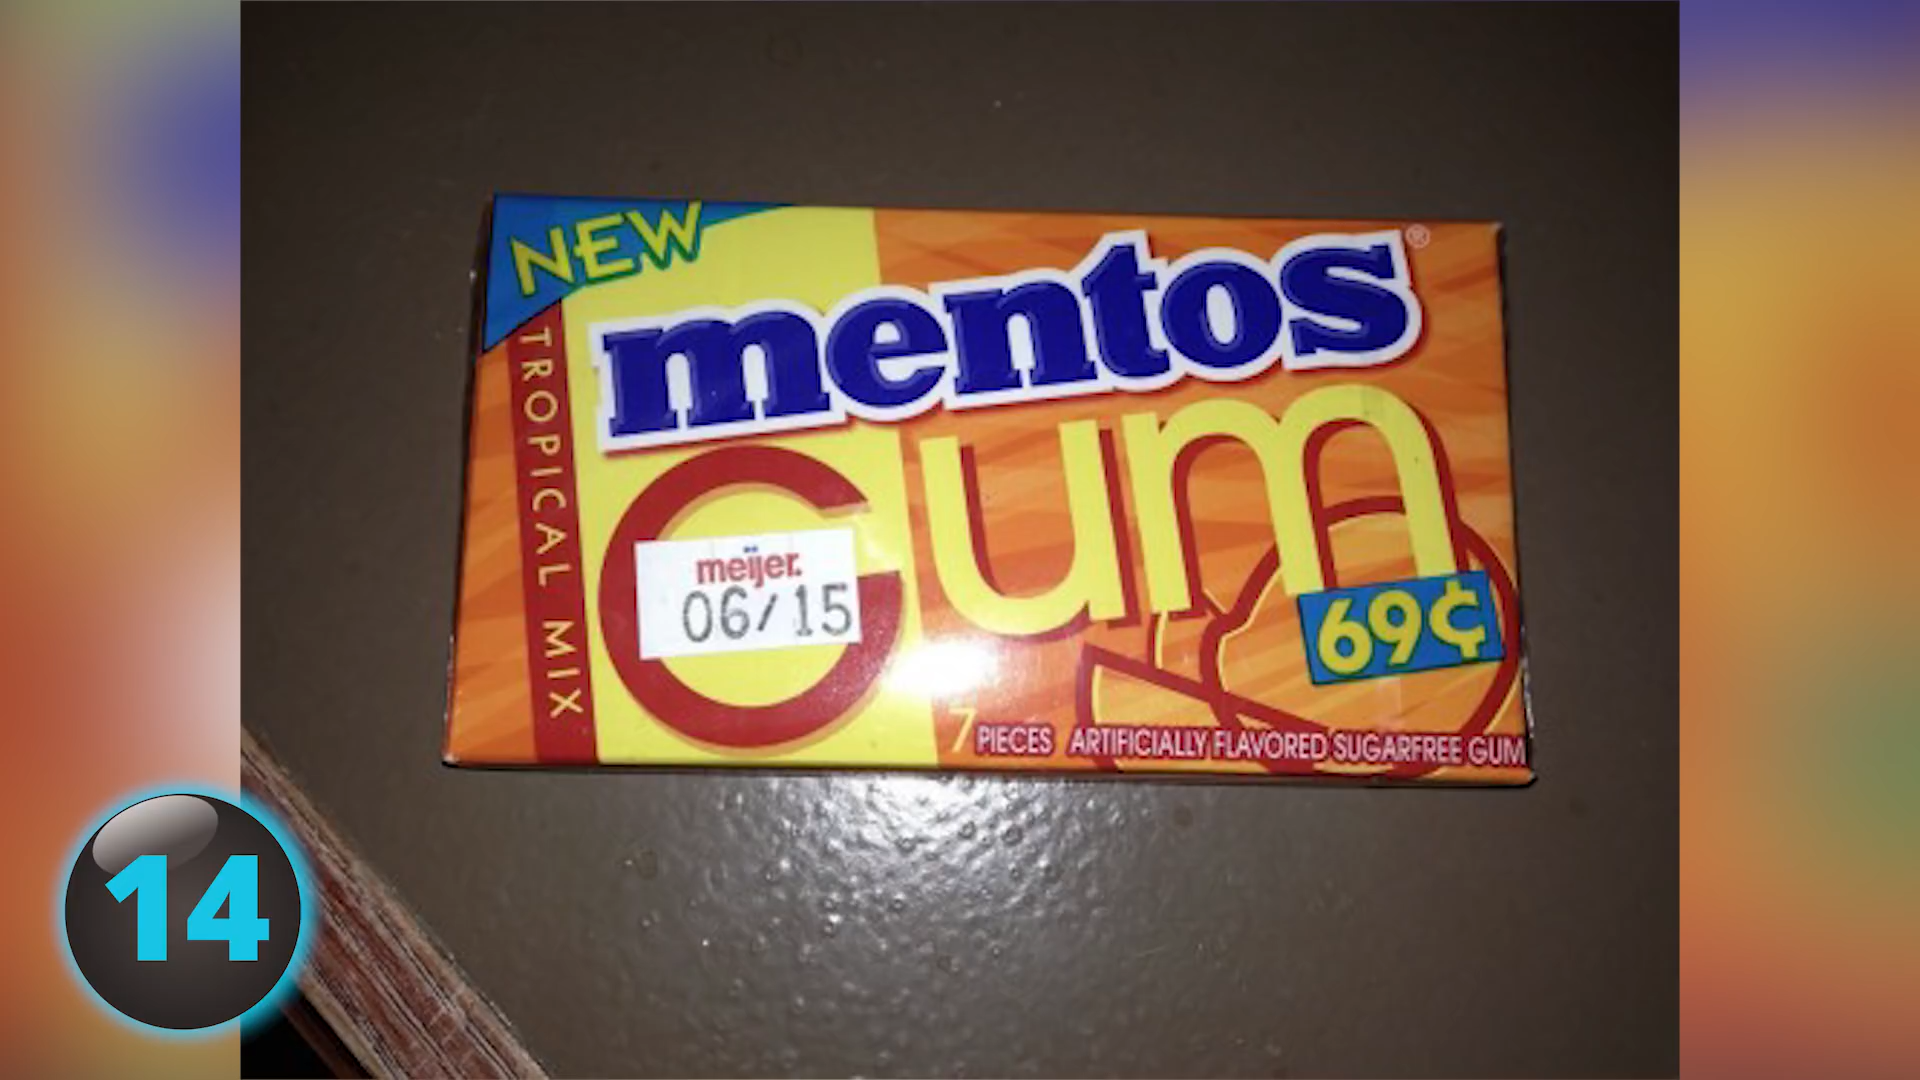 NEW
mentos®
Gum
TROPICAL MIX
meijer.
06/15
69¢
7 PIECES ARTIFICIALLY FLAVORED SUGARFREE GUM
14